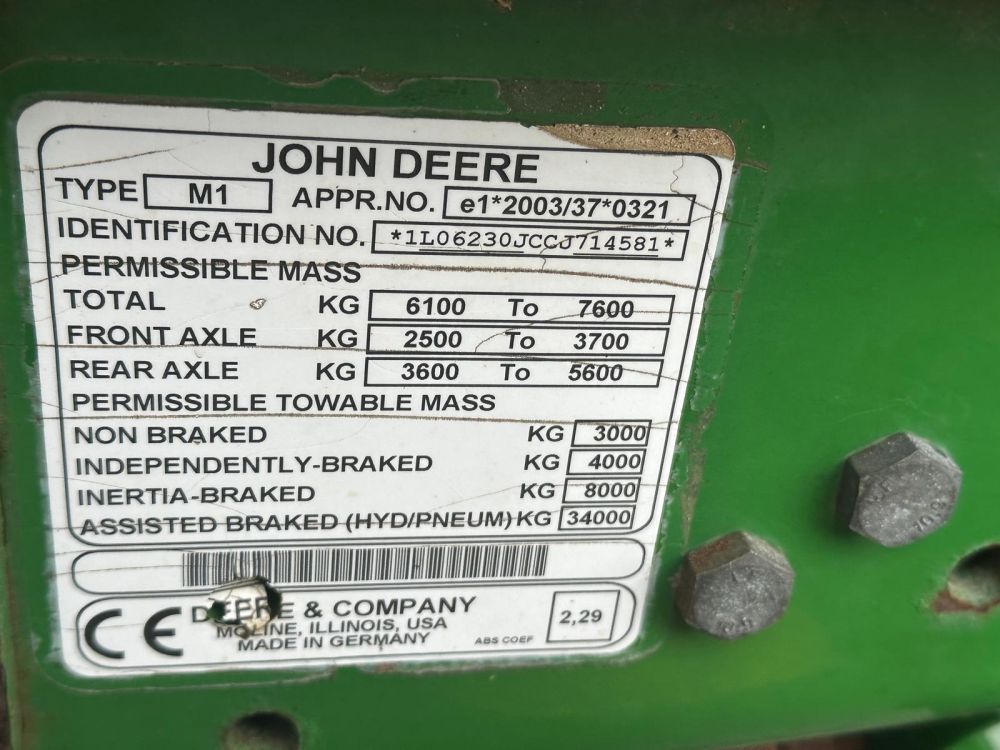 JOHN DEERE
TYPE M1 APPR.NO. e1*2003/37*0321
IDENTIFICATION NO. *1L06230JCCJ714581*
PERMISSIBLE MASS
TOTAL KG 6100 To 7600
FRONT AXLE KG 2500 To 3700
REAR AXLE KG 3600 To 5600
PERMISSIBLE TOWABLE MASS
NON BRAKED KG 3000
INDEPENDENTLY-BRAKED KG 4000
INERTIA-BRAKED KG 8000
ASSISTED BRAKED (HYD/PNEUM) KG 34000
CE DEERE & COMPANY
MOLINE, ILLINOIS, USA
MADE IN GERMANY
ABS COEF 2,29